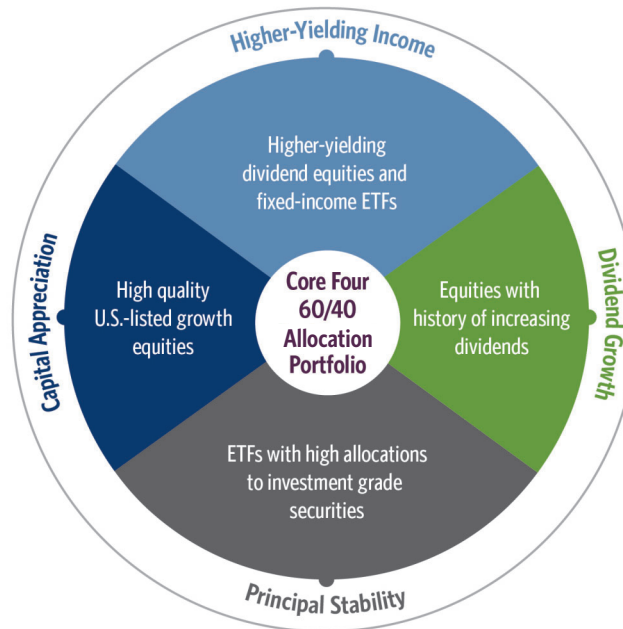 Higher-Yielding Income
Higher-yielding
dividend equities and
fixed-income ETFs
Capital Appreciation
High quality
U.S.-listed growth
equities
Core Four
60/40
Allocation
Portfolio
Equities with
history of increasing
dividends
Dividend Growth
ETFs with high allocations
to investment grade
securities
Principal Stability